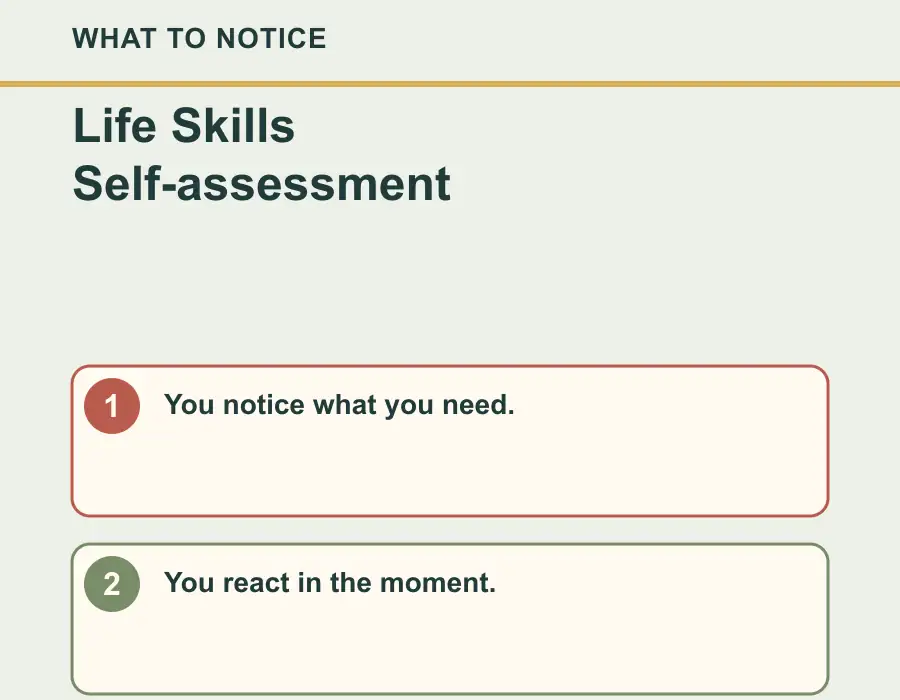 WHAT TO NOTICE
Life Skills
Self-assessment
1 You notice what you need.
2 You react in the moment.